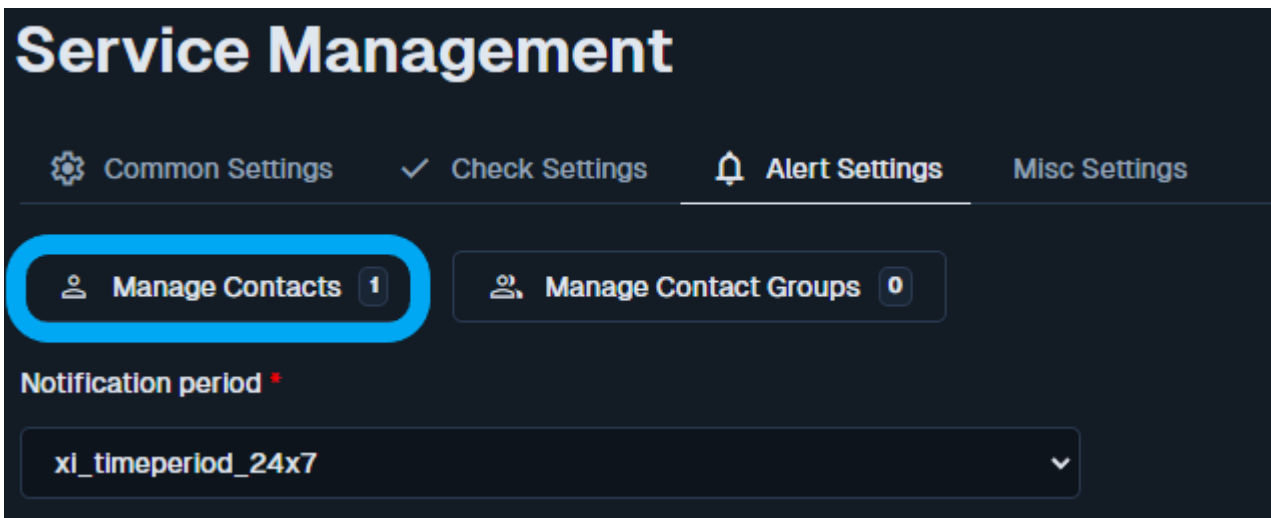 Service Management
Common Settings Check Settings Alert Settings Misc Settings
Manage Contacts 1 Manage Contact Groups 0
Notification period *
xi_timeperiod_24x7